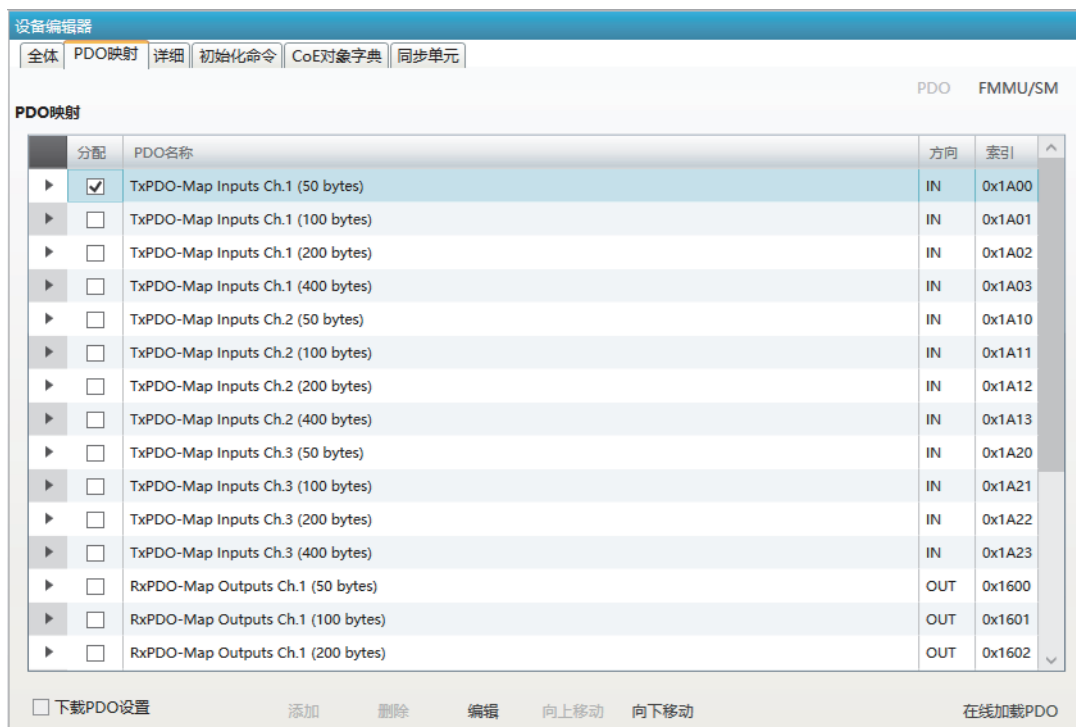 设备编辑器
全体 PDO映射 详细 初始化命令 CoE对象字典 同步单元
PDO FMMU/SM
PDO映射
分配 PDO名称 方向 索引
TxPDO-Map Inputs Ch.1 (50 bytes) IN 0x1A00
TxPDO-Map Inputs Ch.1 (100 bytes) IN 0x1A01
TxPDO-Map Inputs Ch.1 (200 bytes) IN 0x1A02
TxPDO-Map Inputs Ch.1 (400 bytes) IN 0x1A03
TxPDO-Map Inputs Ch.2 (50 bytes) IN 0x1A10
TxPDO-Map Inputs Ch.2 (100 bytes) IN 0x1A11
TxPDO-Map Inputs Ch.2 (200 bytes) IN 0x1A12
TxPDO-Map Inputs Ch.2 (400 bytes) IN 0x1A13
TxPDO-Map Inputs Ch.3 (50 bytes) IN 0x1A20
TxPDO-Map Inputs Ch.3 (100 bytes) IN 0x1A21
TxPDO-Map Inputs Ch.3 (200 bytes) IN 0x1A22
TxPDO-Map Inputs Ch.3 (400 bytes) IN 0x1A23
RxPDO-Map Outputs Ch.1 (50 bytes) OUT 0x1600
RxPDO-Map Outputs Ch.1 (100 bytes) OUT 0x1601
RxPDO-Map Outputs Ch.1 (200 bytes) OUT 0x1602
下载PDO设置 添加 删除 编辑 向上移动 向下移动 在线加载PDO